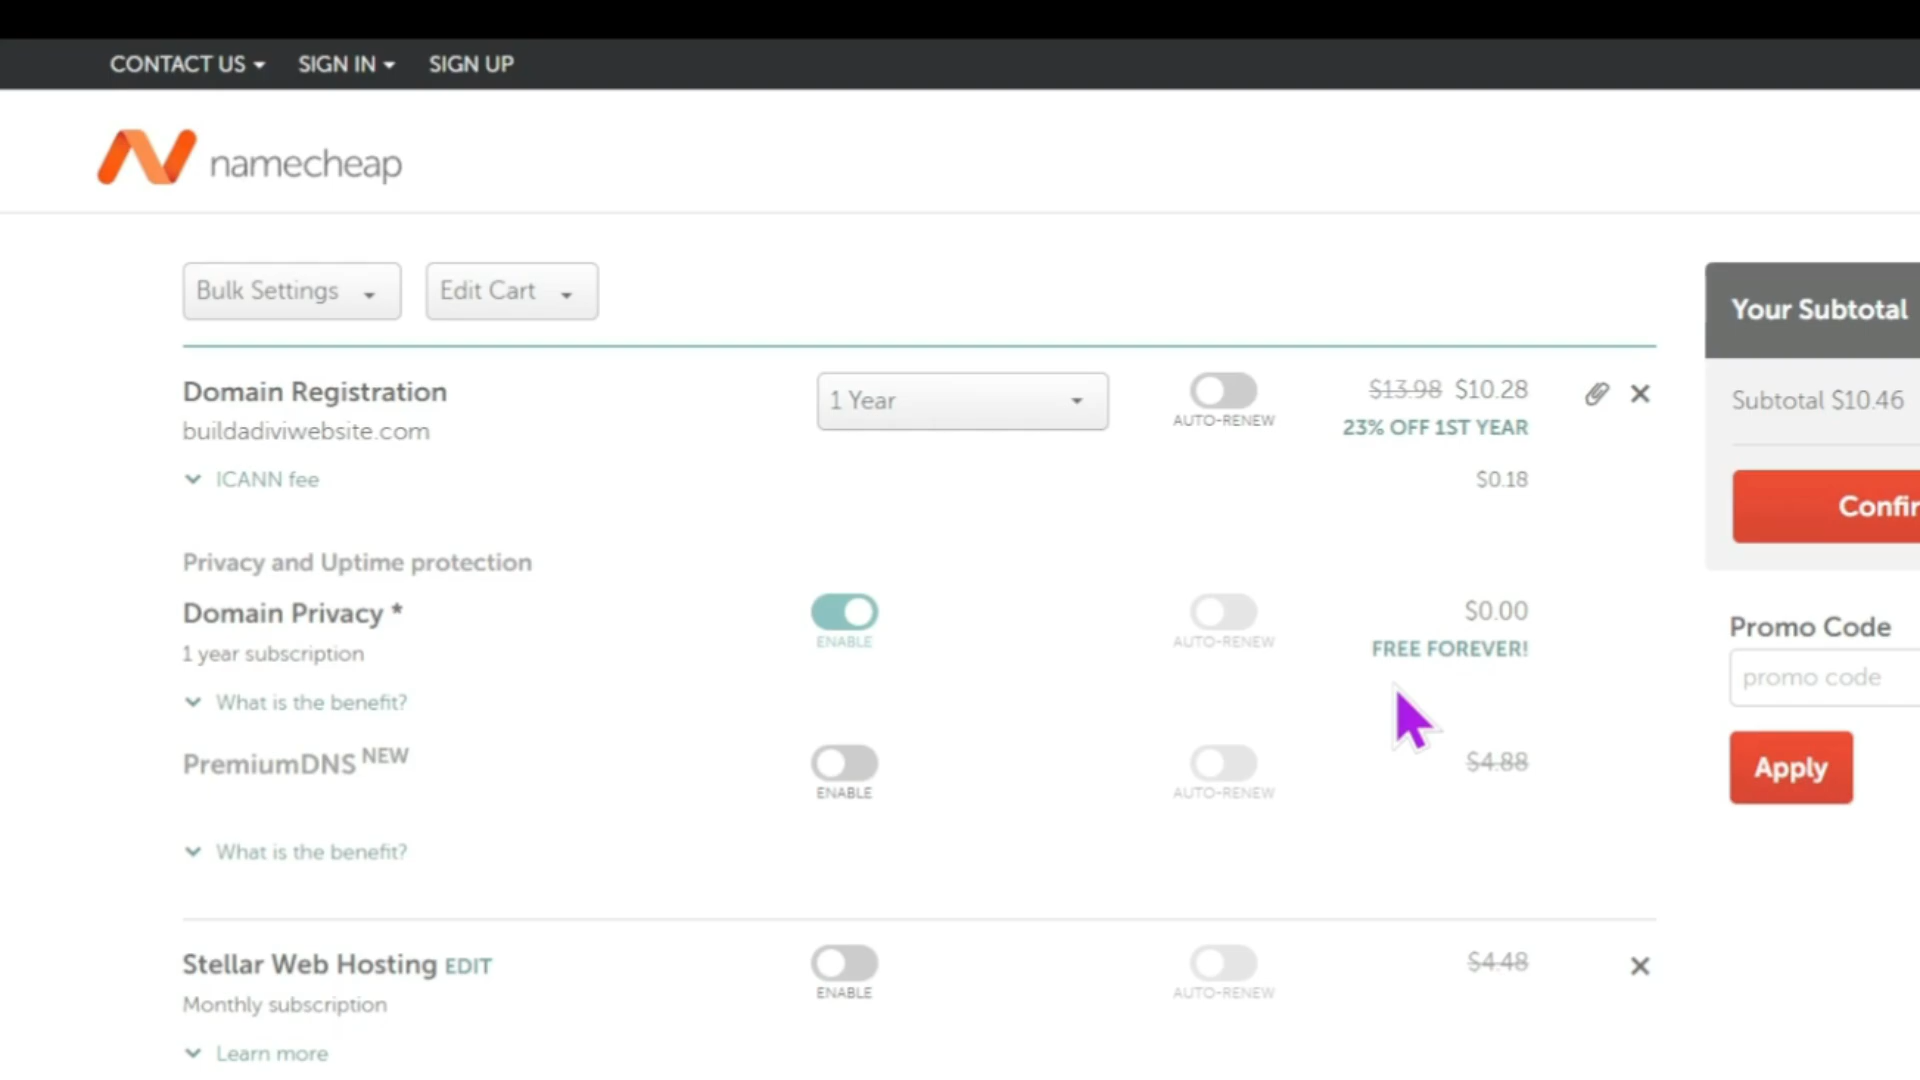 CONTACT US SIGN IN SIGN UP
namecheap
Bulk Settings Edit Cart
Your Subtotal
Domain Registration 1 Year $13.98 $10.28
AUTO-RENEW
buildadiviwebsite.com 23% OFF 1ST YEAR
Subtotal $10.46
ICANN fee $0.18
Confir
Privacy and Uptime protection
Domain Privacy * $0.00
ENABLE AUTO-RENEW
1 year subscription FREE FOREVER!
Promo Code
promo code
What is the benefit?
PremiumDNS NEW $4.88
ENABLE AUTO-RENEW
Apply
What is the benefit?
Stellar Web Hosting EDIT $4.48
ENABLE AUTO-RENEW
Monthly subscription
Learn more